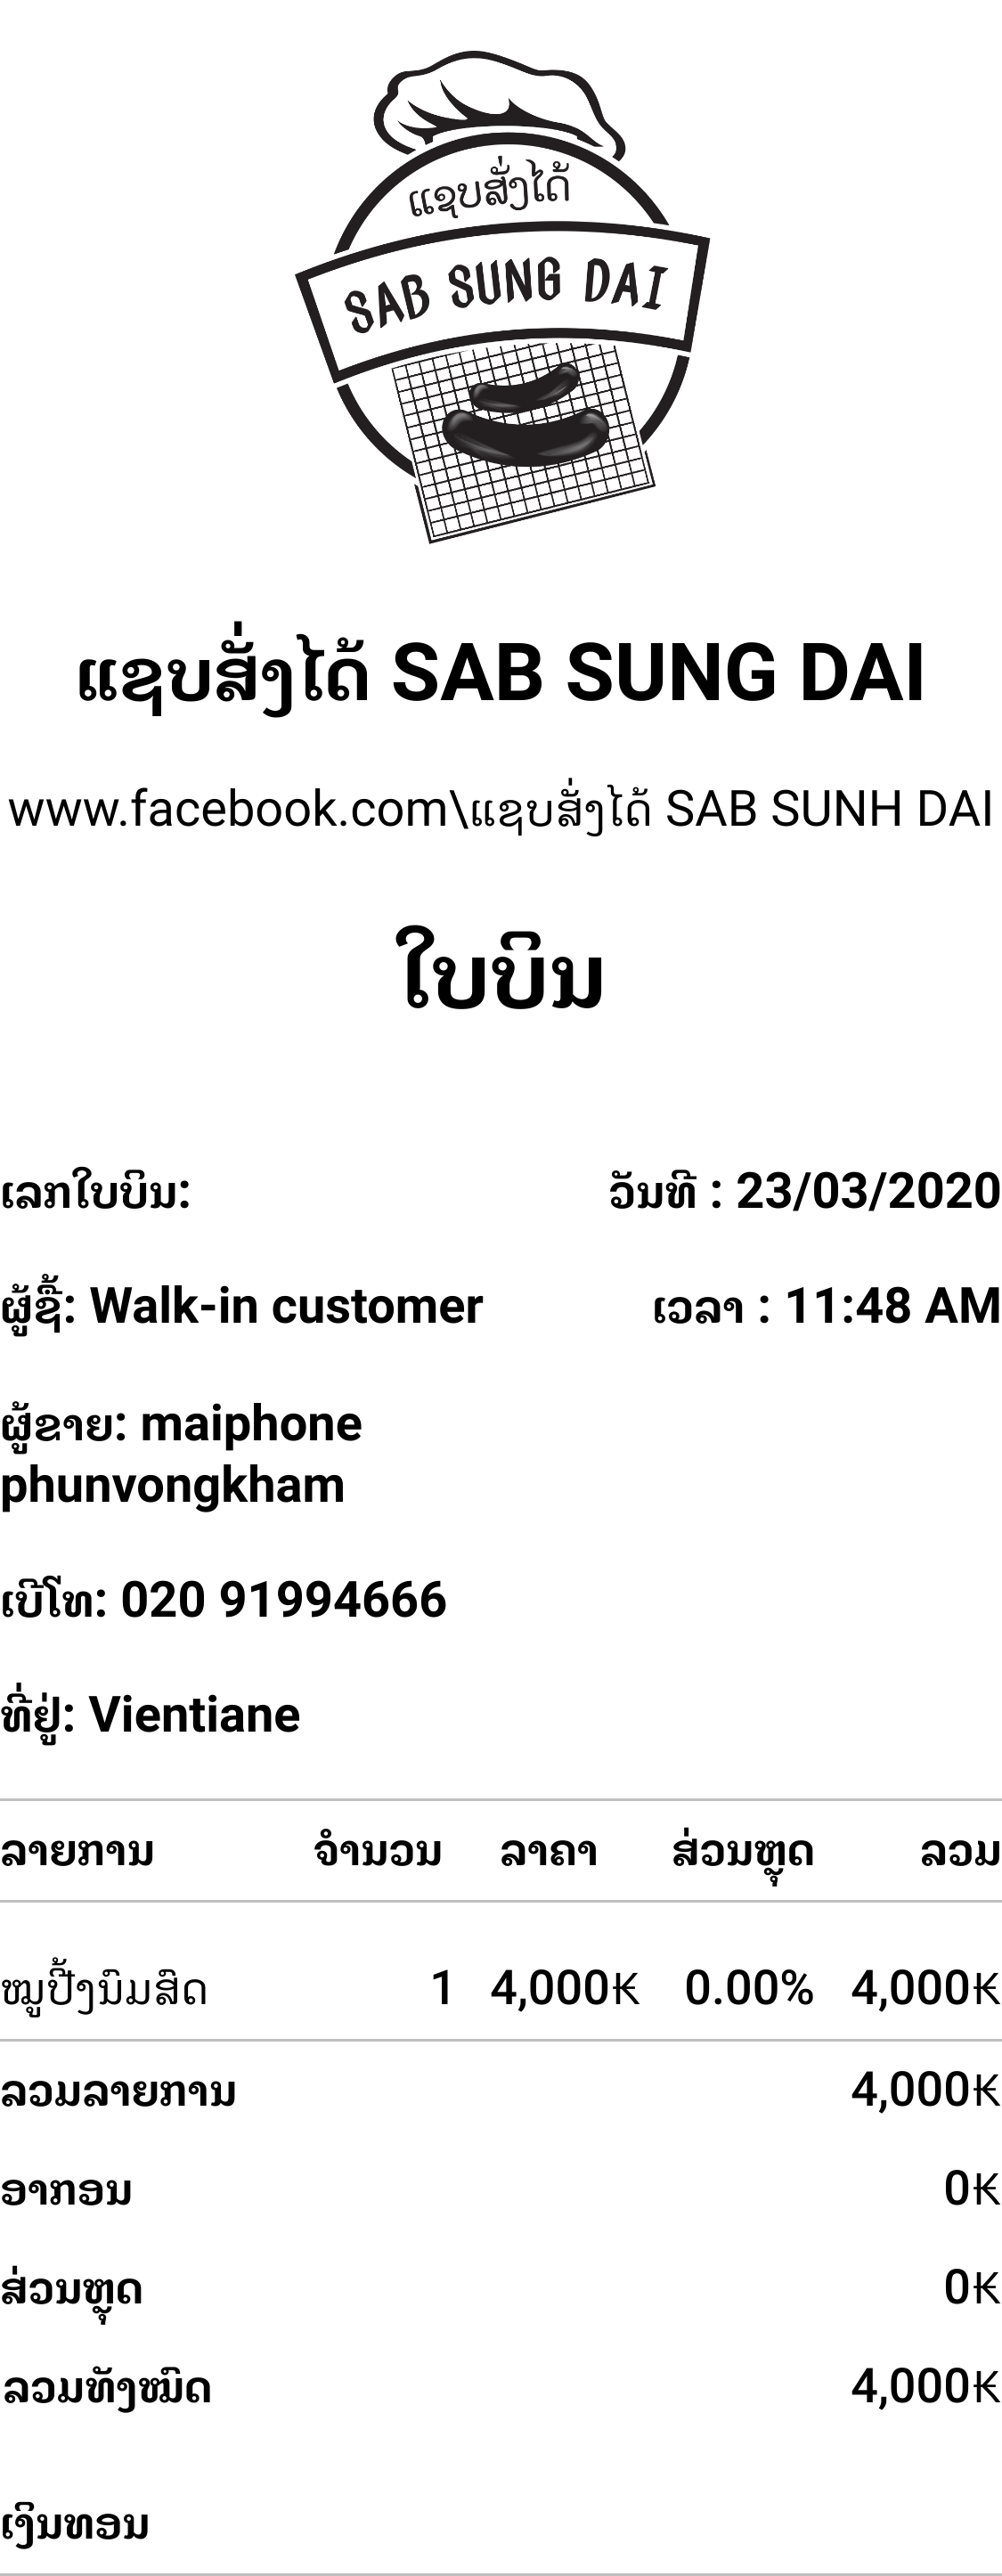 ແຊບສັ່ງໄດ້
SAB SUNG DAI
ແຊບສັ່ງໄດ້ SAB SUNG DAI
www.facebook.com\ແຊບສັ່ງໄດ້ SAB SUNH DAI
ໃບບິນ
ເລກໃບບິນ: ວັນທີ : 23/03/2020
ຜູ້ຊື້: Walk-in customer ເວລາ : 11:48 AM
ຜູ້ຂາຍ: maiphone
phunvongkham
ເບີໂທ: 020 91994666
ທີ່ຢູ່: Vientiane
ລາຍການ ຈຳນວນ ລາຄາ ສ່ວນຫຼຸດ ລວມ
ໝູປີ້ງນົມສົດ 1 4,000₭ 0.00% 4,000₭
ລວມລາຍການ 4,000₭
ອາກອນ 0₭
ສ່ວນຫຼຸດ 0₭
ລວມທັງໝົດ 4,000₭
ເງິນທອນ